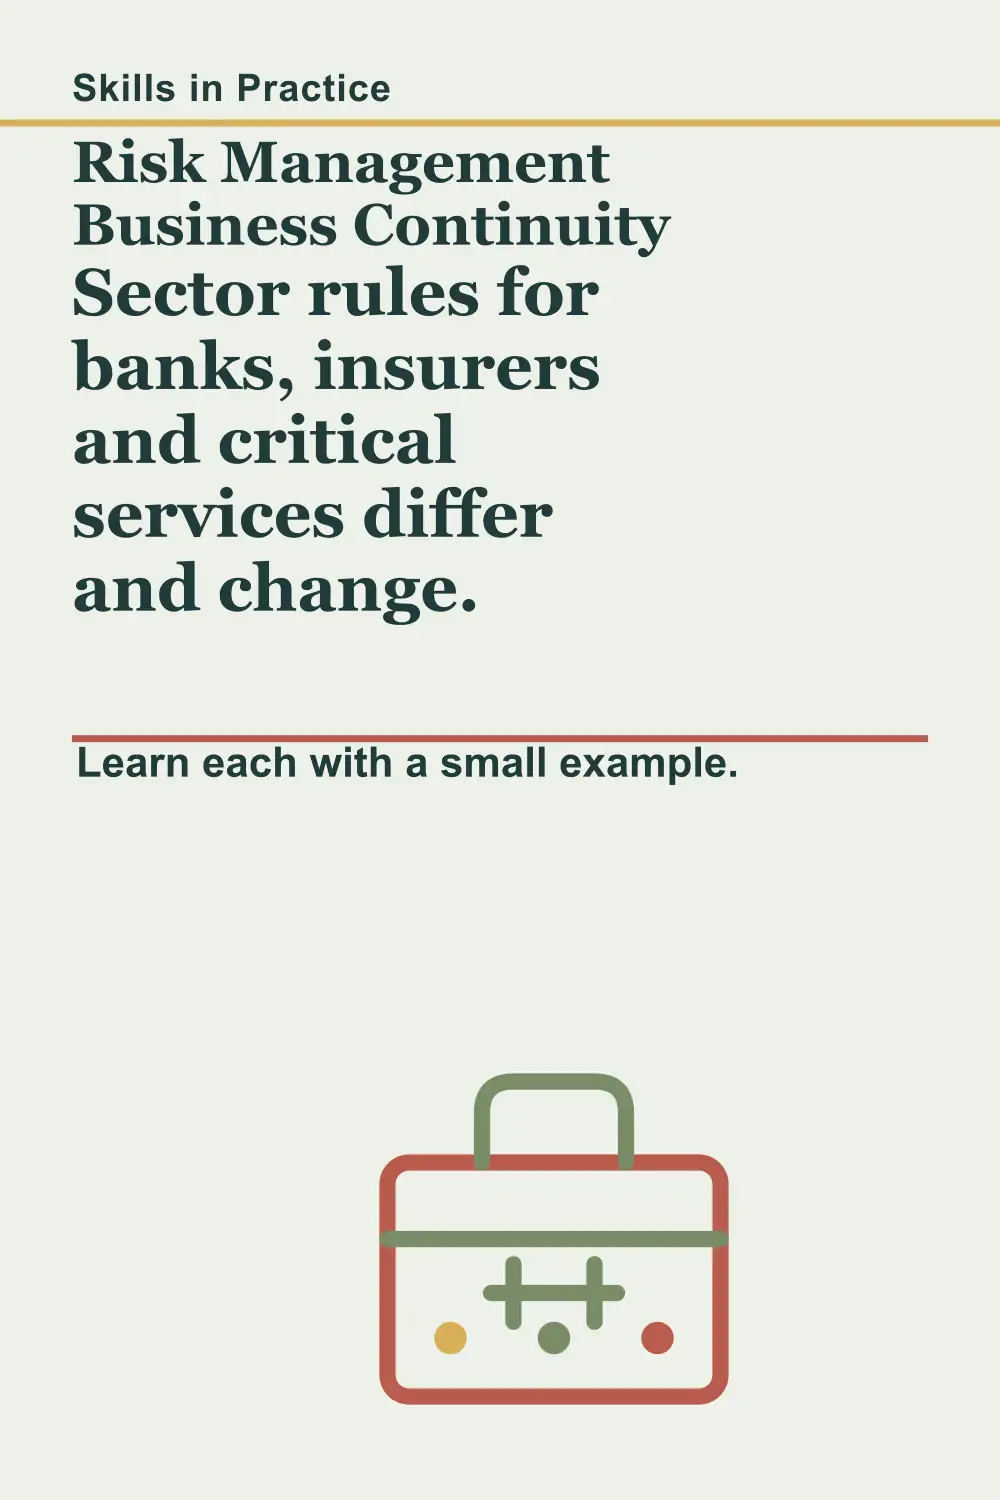 Skills in Practice
Risk Management
Business Continuity
Sector rules for
banks, insurers
and critical
services differ
and change.
Learn each with a small example.